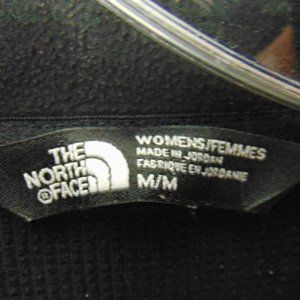 THE
NORTH
FACE
®
WOMENS/FEMMES
MADE IN JORDAN
FABRIQUE EN JORDANIE
M/M